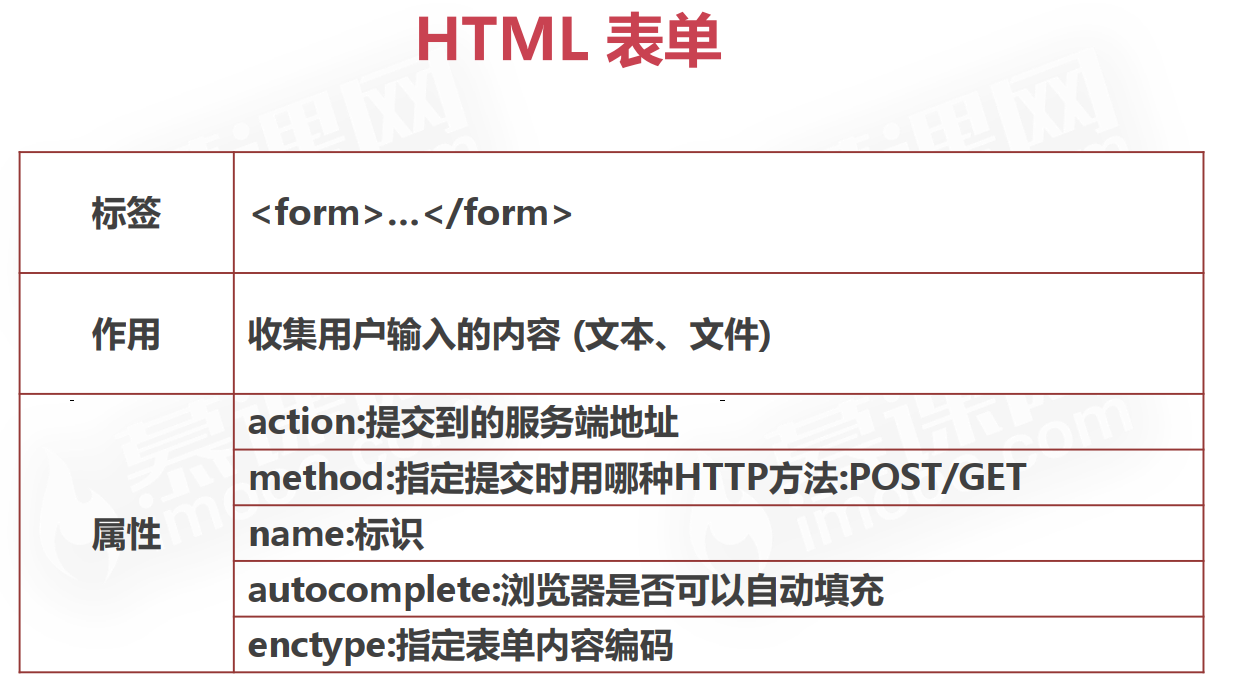 HTML 表单
标签
<form>...</form>
作用
收集用户输入的内容 (文本、文件)
属性
action:提交到的服务端地址
method:指定提交时用哪种HTTP方法:POST/GET
name:标识
autocomplete:浏览器是否可以自动填充
enctype:指定表单内容编码